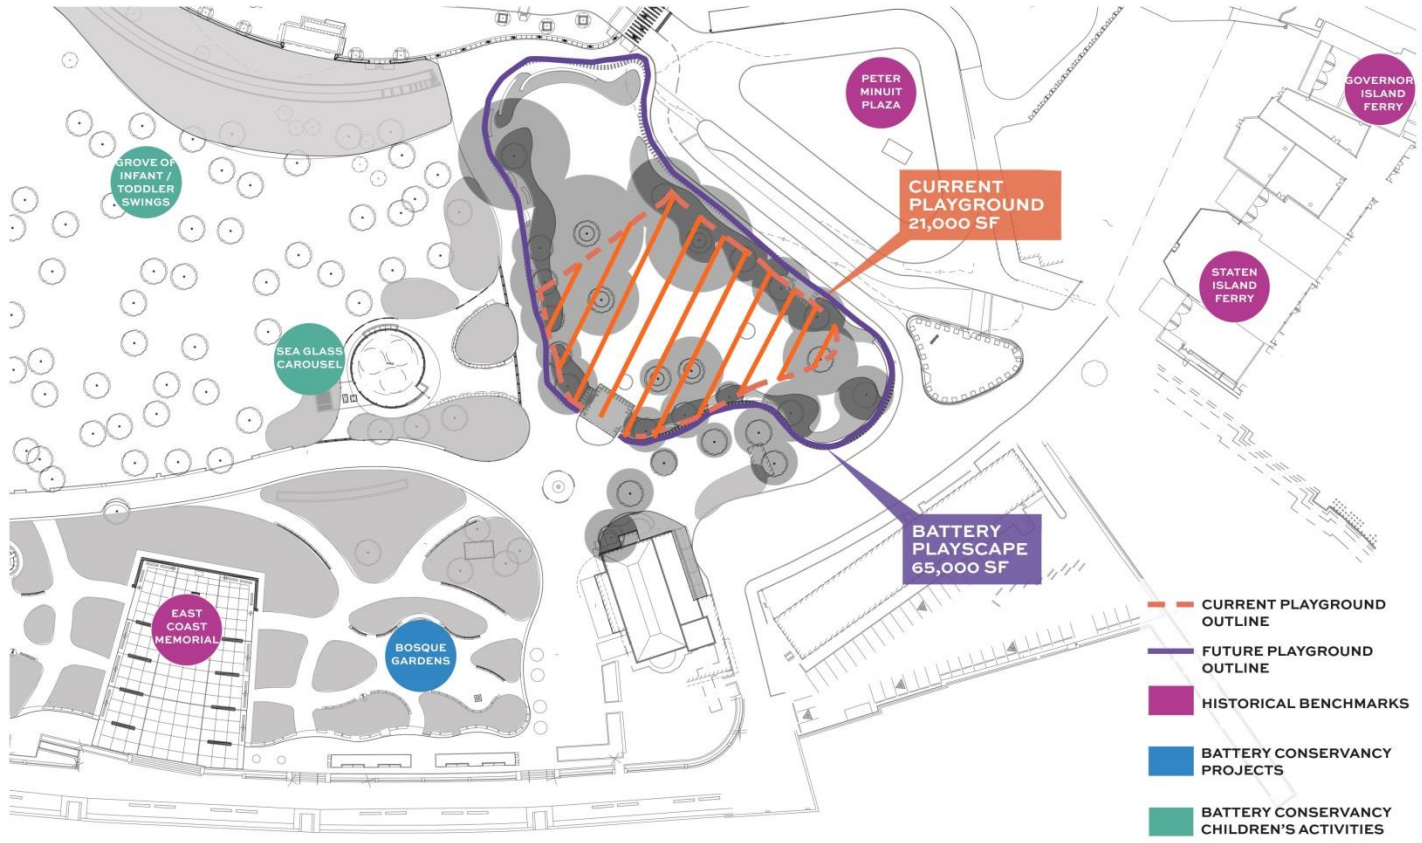 PETER
MINUIT
PLAZA
GOVERNOR
ISLAND
FERRY
GROVE OF
INFANT /
TODDLER
SWINGS
CURRENT
PLAYGROUND
21,000 SF
STATEN
ISLAND
FERRY
SEA GLASS
CAROUSEL
BATTERY
PLAYSCAPE
65,000 SF
EAST
COAST
MEMORIAL
BOSQUE
GARDENS
CURRENT PLAYGROUND
OUTLINE
FUTURE PLAYGROUND
OUTLINE
HISTORICAL BENCHMARKS
BATTERY CONSERVANCY
PROJECTS
BATTERY CONSERVANCY
CHILDREN'S ACTIVITIES